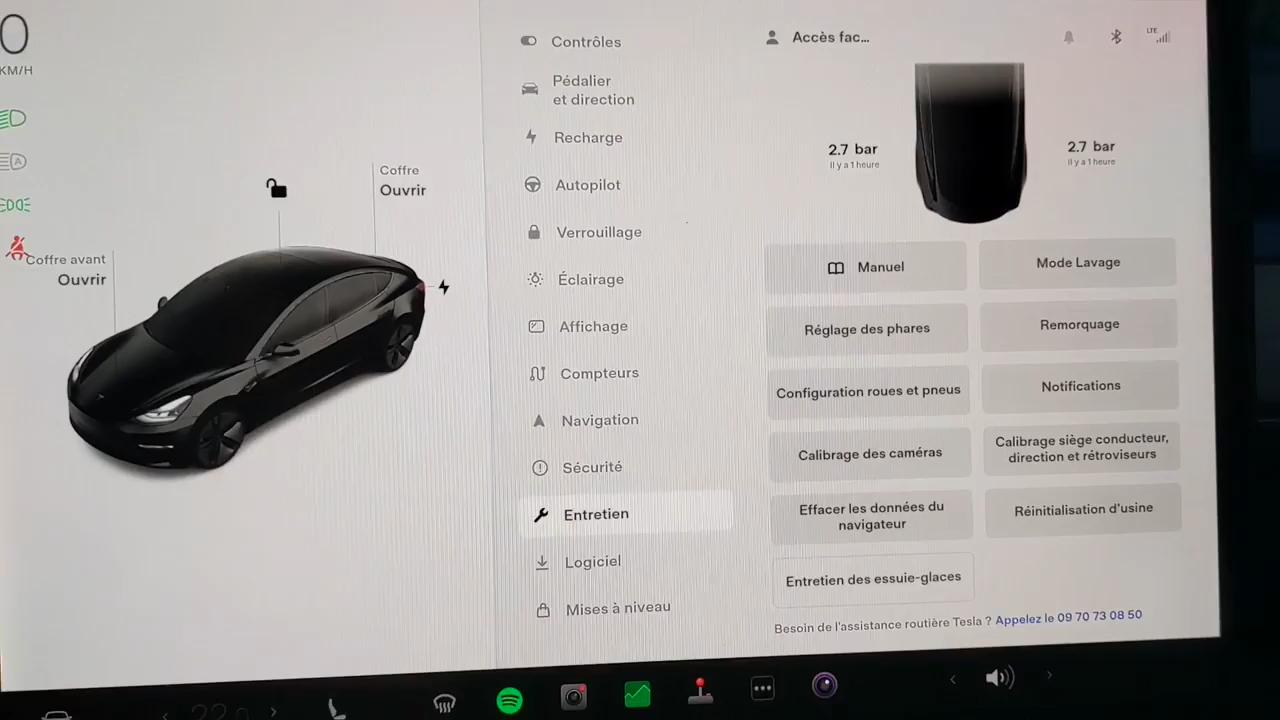 0
KM/H
A
Coffre
Ouvrir
Coffre avant
Ouvrir
Contrôles
Pédalier
et direction
Recharge
Autopilot
Verrouillage
Éclairage
Affichage
Compteurs
Navigation
Sécurité
Entretien
Logiciel
Mises à niveau
Accès fac...
LTE
2.7 bar
Il y a 1 heure
2.7 bar
Il y a 1 heure
Manuel
Mode Lavage
Réglage des phares
Remorquage
Configuration roues et pneus
Notifications
Calibrage des caméras
Calibrage siège conducteur,
direction et rétroviseurs
Effacer les données du
navigateur
Réinitialisation d'usine
Entretien des essuie-glaces
Besoin de l'assistance routière Tesla ? Appelez le 09 70 73 08 50